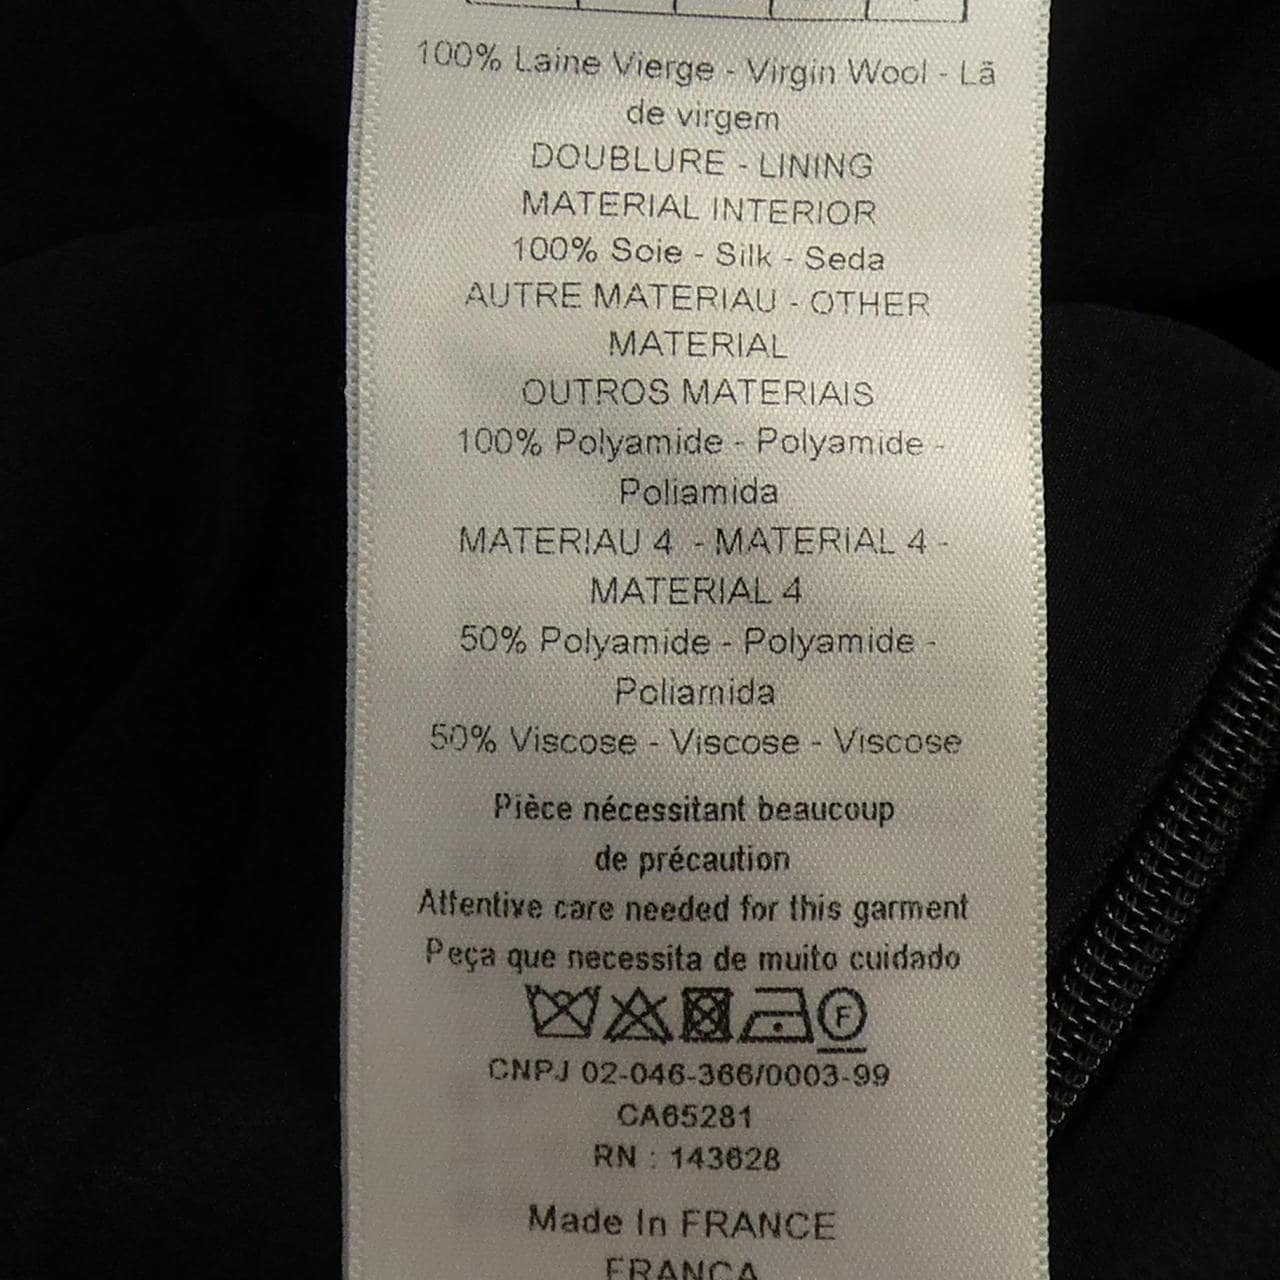 100% Laine Vierge - Virgin Wool - Lã
de virgem
DOUBLURE - LINING
MATERIAL INTERIOR
100% Soie - Silk - Seda
AUTRE MATERIAU - OTHER
MATERIAL
OUTROS MATERIAIS
100% Polyamide - Polyamide -
Poliamida
MATERIAU 4 - MATERIAL 4 -
MATERIAL 4
50% Polyamide - Polyamide -
Poliamida
50% Viscose - Viscose - Viscose
Pièce nécessitant beaucoup
de précaution
Attentive care needed for this garment
Peça que necessita de muito cuidado
F
CNPJ 02-046-366/0003-99
CA65281
RN : 143628
Made In FRANCE
FRANCA